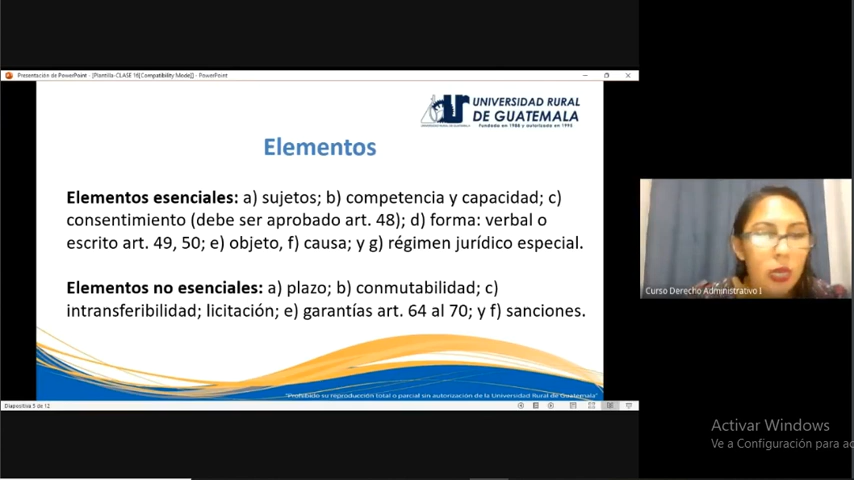 Presentación de PowerPoint - [Plantilla-CLASE 16[Compatibility Mode]] - PowerPoint
UNIVERSIDAD RURAL
DE GUATEMALA
Fundada en 1988 y autorizada en 1995
Elementos
Elementos esenciales: a) sujetos; b) competencia y capacidad; c)
consentimiento (debe ser aprobado art. 48); d) forma: verbal o
escrito art. 49, 50; e) objeto, f) causa; y g) régimen jurídico especial.
Elementos no esenciales: a) plazo; b) conmutabilidad; c)
intransferibilidad; licitación; e) garantías art. 64 al 70; y f) sanciones.
"Prohibido su reproducción total o parcial sin autorización de la Universidad Rural de Guatemala"
Diapositiva 5 de 12
Curso Derecho Administrativo I
Activar Windows
Ve a Configuración para ac